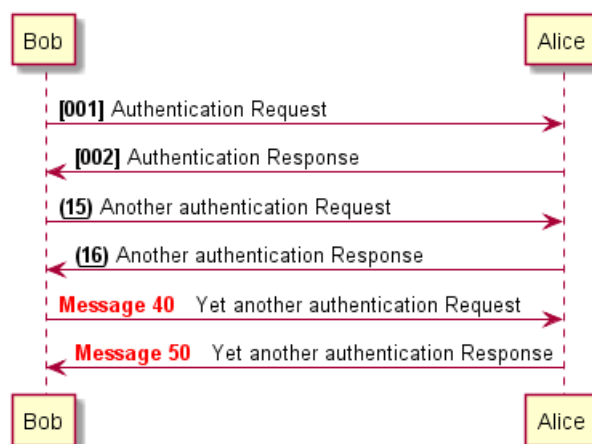 Bob
Alice
[001] Authentication Request
[002] Authentication Response
(15) Another authentication Request
(16) Another authentication Response
Message 40 Yet another authentication Request
Message 50 Yet another authentication Response
Bob
Alice